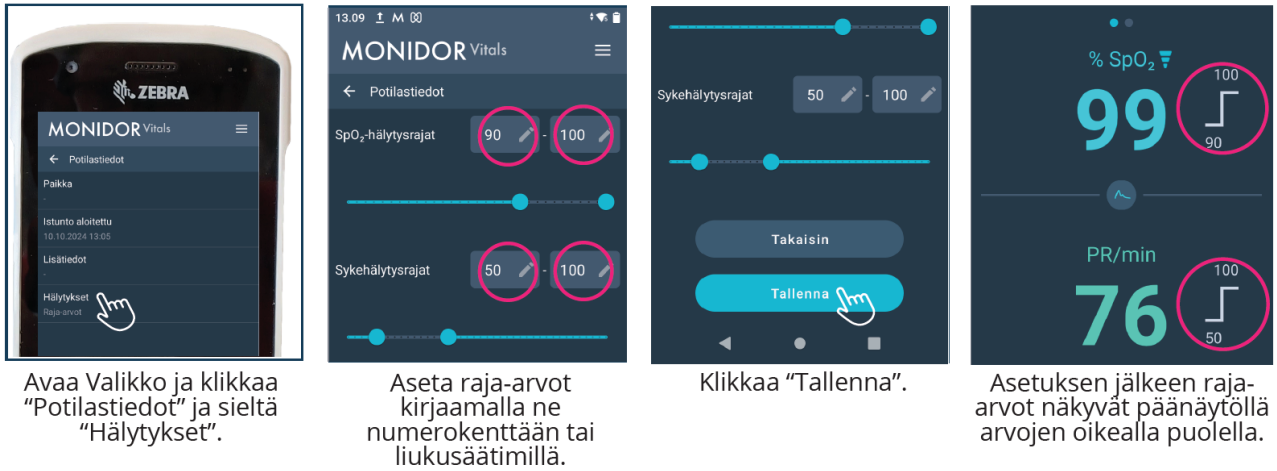 ZEBRA
MONIDOR Vitals
Potilastiedot
Paikka
-
Istunto aloitettu
10.10.2024 13:05
Lisätiedot
-
Hälytykset
Raja-arvot
Avaa Valikko ja klikkaa
“Potilastiedot” ja sieltä
“Hälytykset”.
13.09
MONIDOR Vitals
Potilastiedot
SpO₂-hälytysrajat 90 - 100
Sykehälytysrajat 50 - 100
Aseta raja-arvot
kirjaamalla ne
numerokenttään tai
liukusäätimillä.
Sykehälytysrajat 50 - 100
Takaisin
Tallenna
Klikkaa “Tallenna”.
% SpO₂
100
99
90
PR/min
100
76
50
Asetuksen jälkeen raja-
arvot näkyvät päänäytöllä
arvojen oikealla puolella.